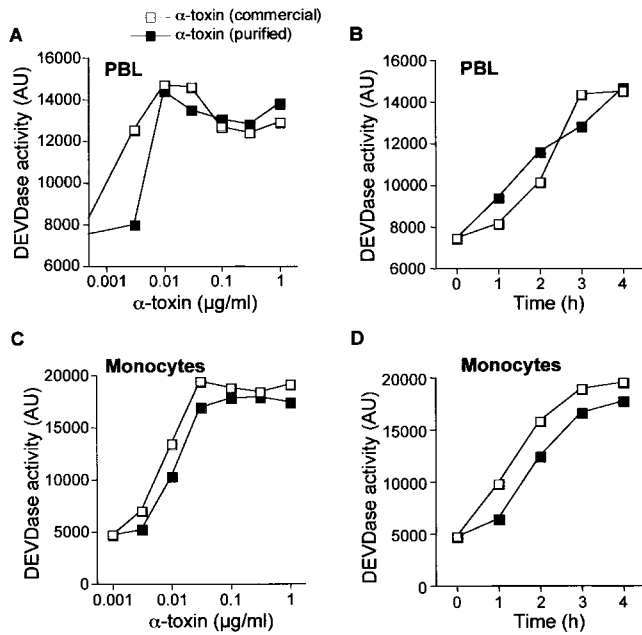 α-toxin (commercial)
α-toxin (purified)
A
PBL
DEVDase activity (AU)
16000
14000
12000
10000
8000
6000
0.001
0.01
0.1
1
α-toxin (μg/ml)
B
PBL
DEVDase activity (AU)
16000
14000
12000
10000
8000
6000
0
1
2
3
4
Time (h)
C
Monocytes
DEVDase activity (AU)
20000
15000
10000
5000
0
0.001
0.01
0.1
1
α-toxin (μg/ml)
D
Monocytes
DEVDase activity (AU)
20000
15000
10000
5000
0
0
1
2
3
4
Time (h)